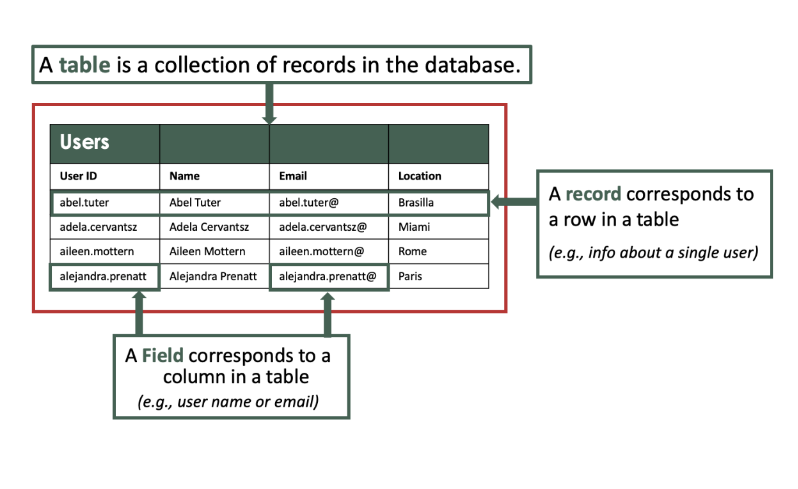 A table is a collection of records in the database.
Users
User ID Name Email Location
abel.tuter Abel Tuter abel.tuter@ Brasilla
adela.cervantsz Adela Cervantsz adela.cervantsz@ Miami
aileen.mottern Aileen Mottern aileen.mottern@ Rome
alejandra.prenatt Alejandra Prenatt alejandra.prenatt@ Paris
A record corresponds to
a row in a table
(e.g., info about a single user)
A Field corresponds to a
column in a table
(e.g., user name or email)